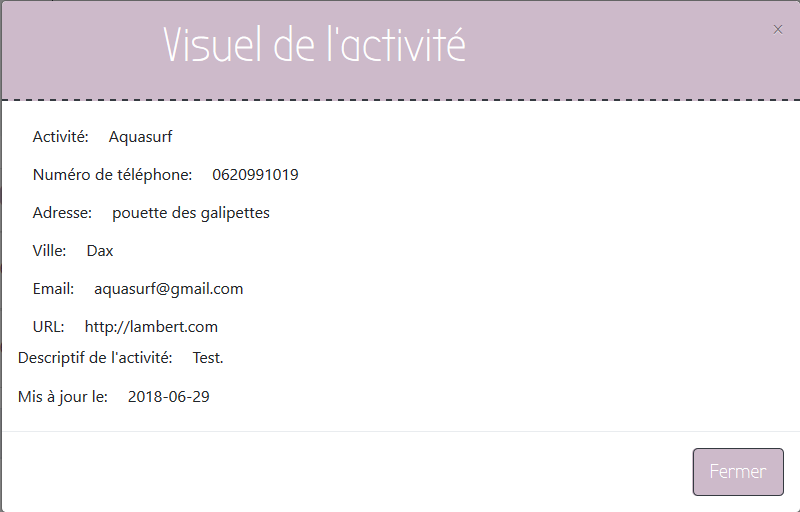 Visuel de l'activité
×
Activité: Aquasurf
Numéro de téléphone: 0620991019
Adresse: pouette des galipettes
Ville: Dax
Email: aquasurf@gmail.com
URL: http://lambert.com
Descriptif de l'activité: Test.
Mis à jour le: 2018-06-29
Fermer